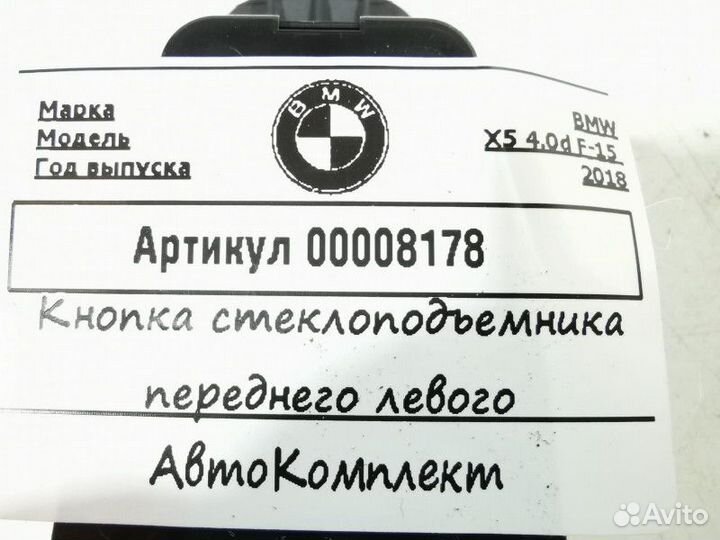 Марка
BMW
BMW
Модель
X5 4.0d F-15
Год выпуска
2018
Артикул 00008178
Кнопка стеклоподъемника
переднего левого
АвтоКомплект
Avito